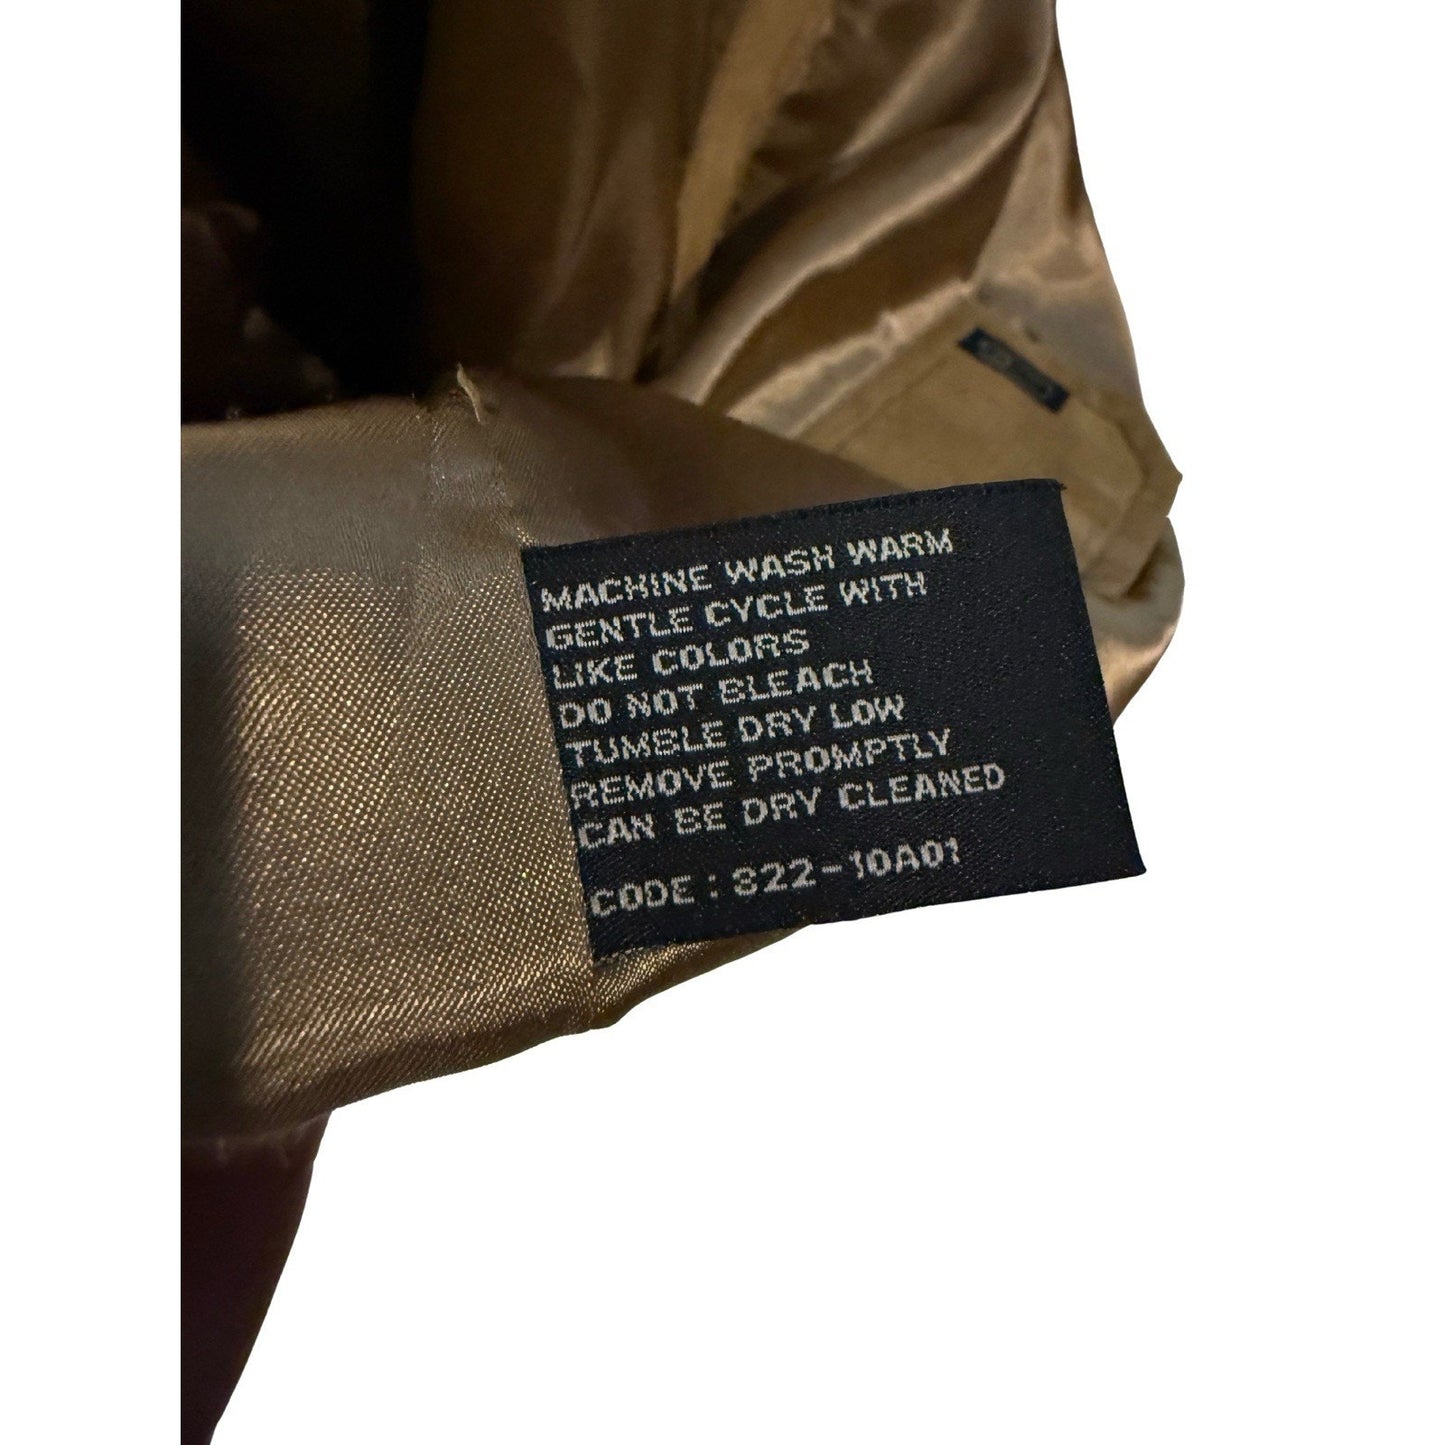 MACHINE WASH WARM
GENTLE CYCLE WITH
LIKE COLORS
DO NOT BLEACH
TUMBLE DRY LOW
REMOVE PROMPTLY
CAN BE DRY CLEANED
CODE : 822-10A01